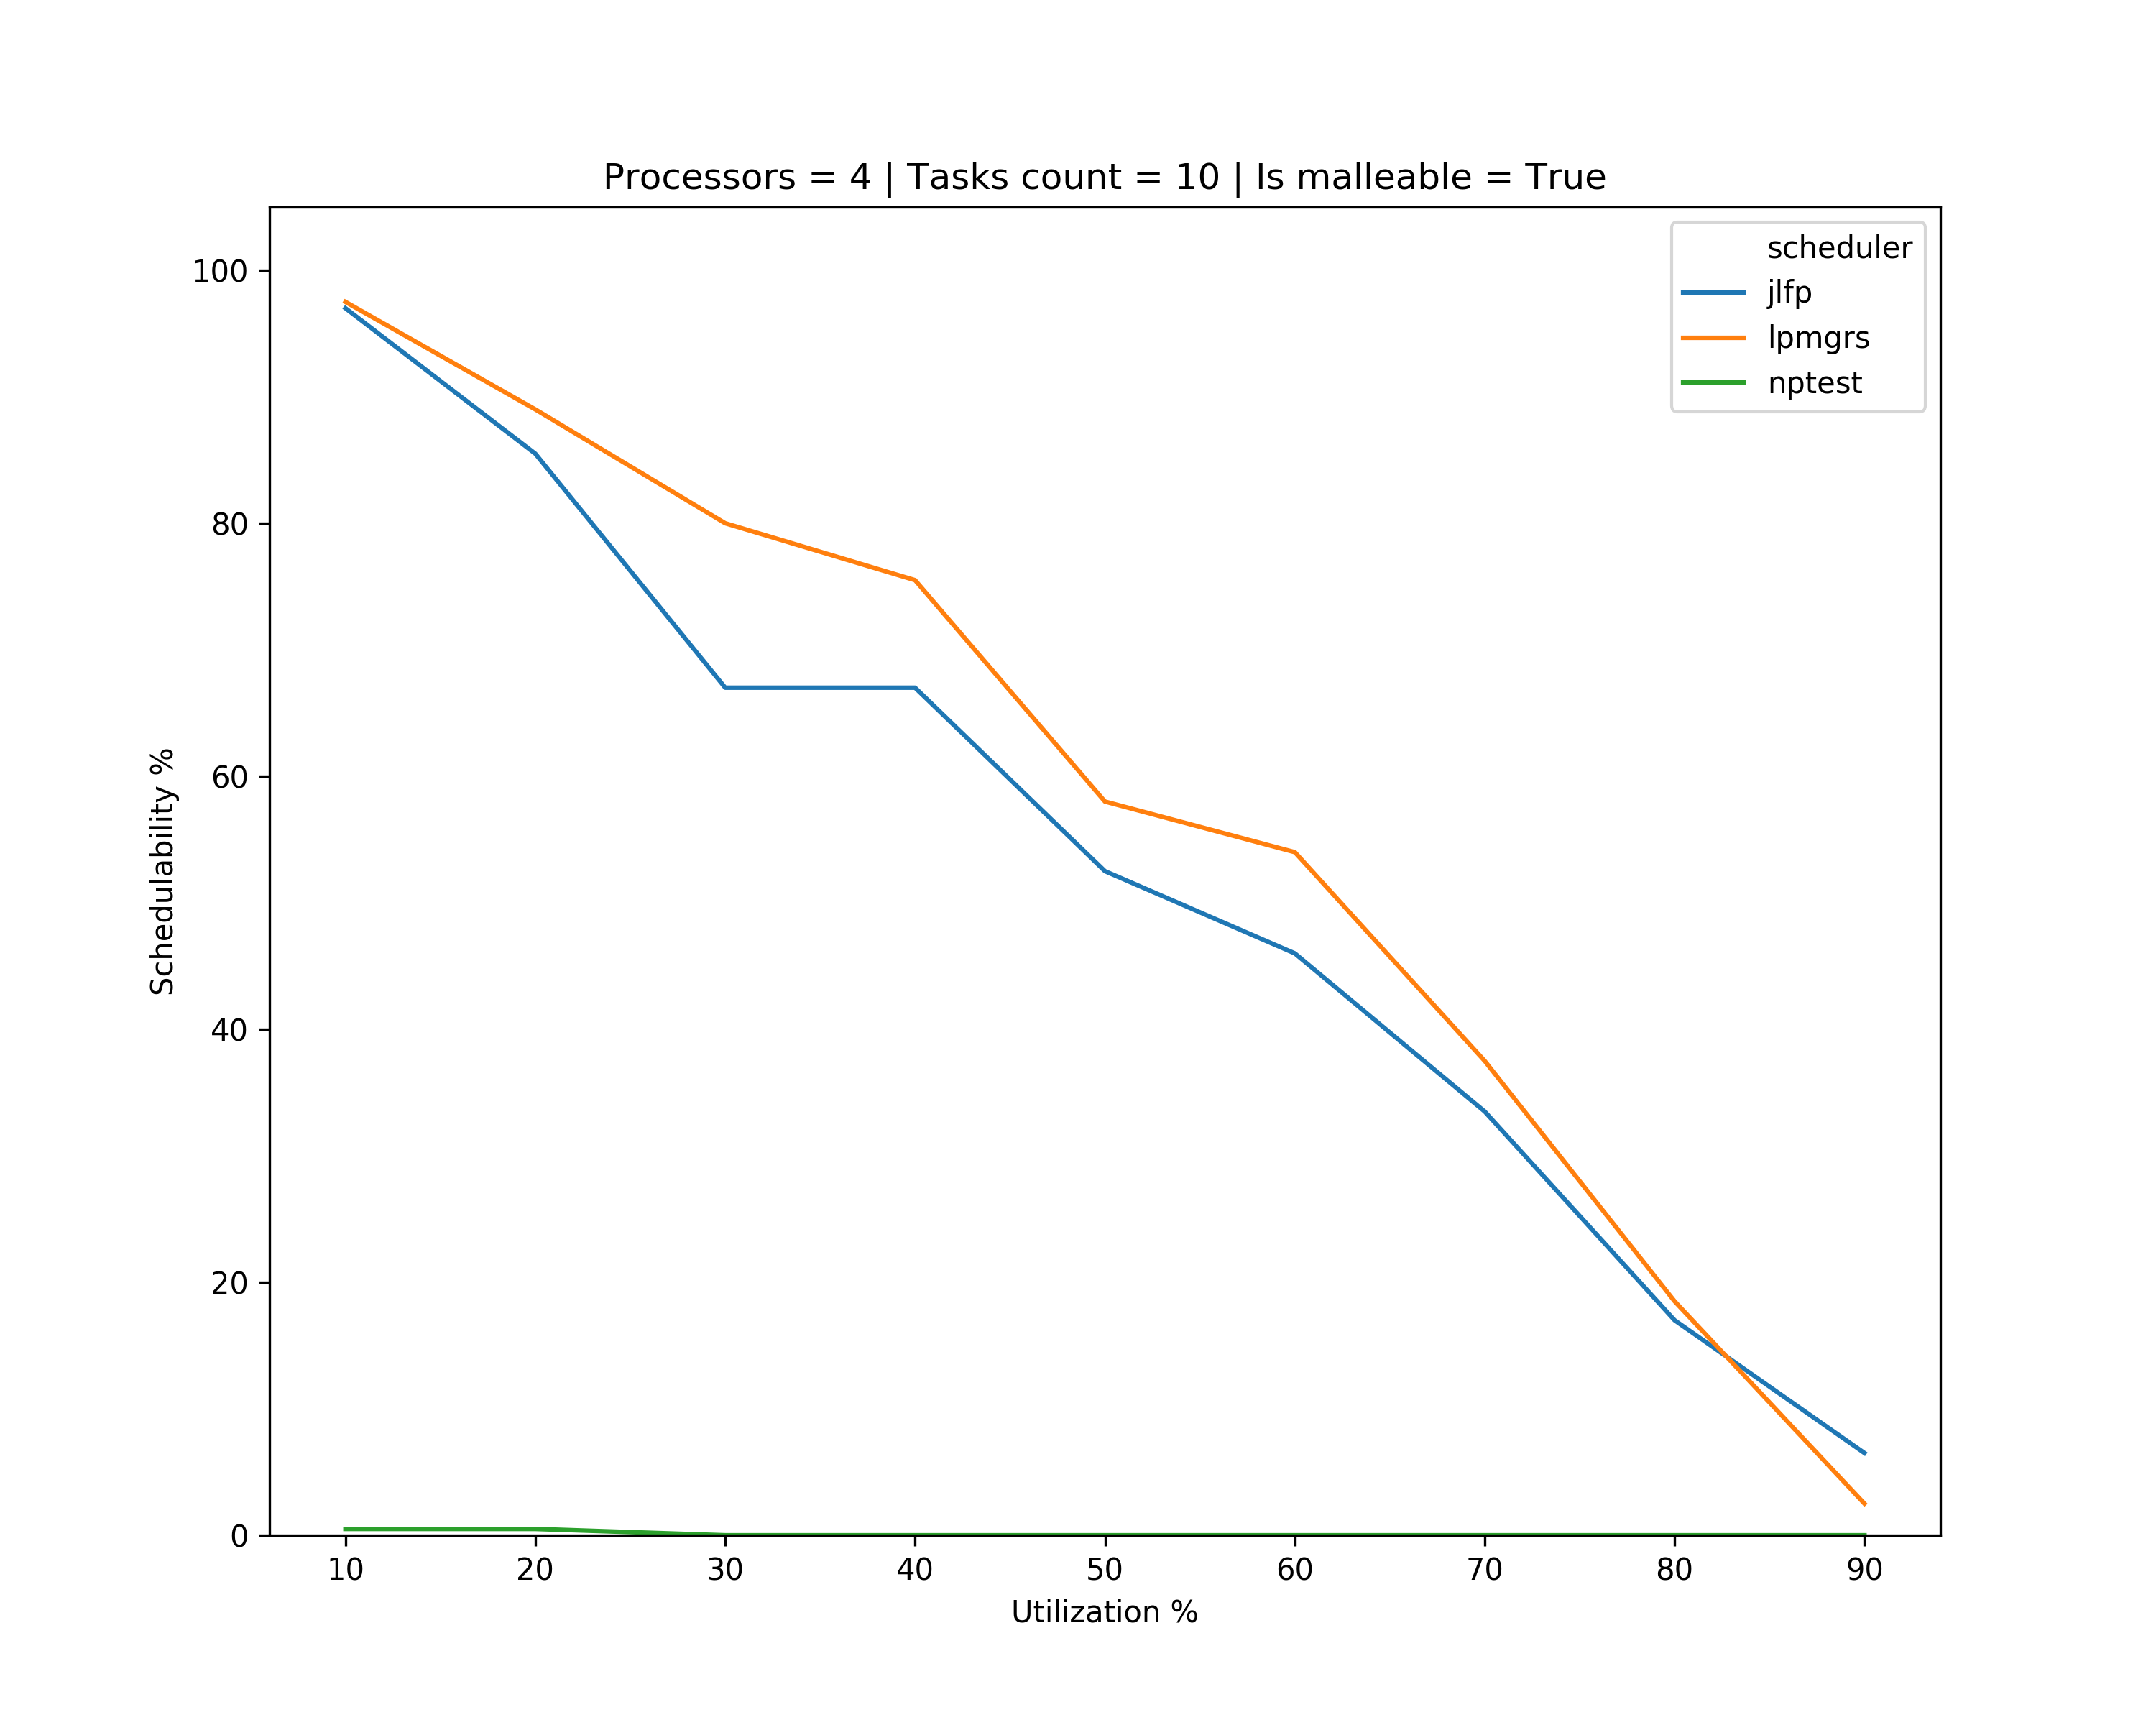 Processors = 4 | Tasks count = 10 | Is malleable = True
scheduler
jlfp
lpmgrs
nptest
Schedulability %
100
80
60
40
20
0
10 20 30 40 50 60 70 80 90
Utilization %